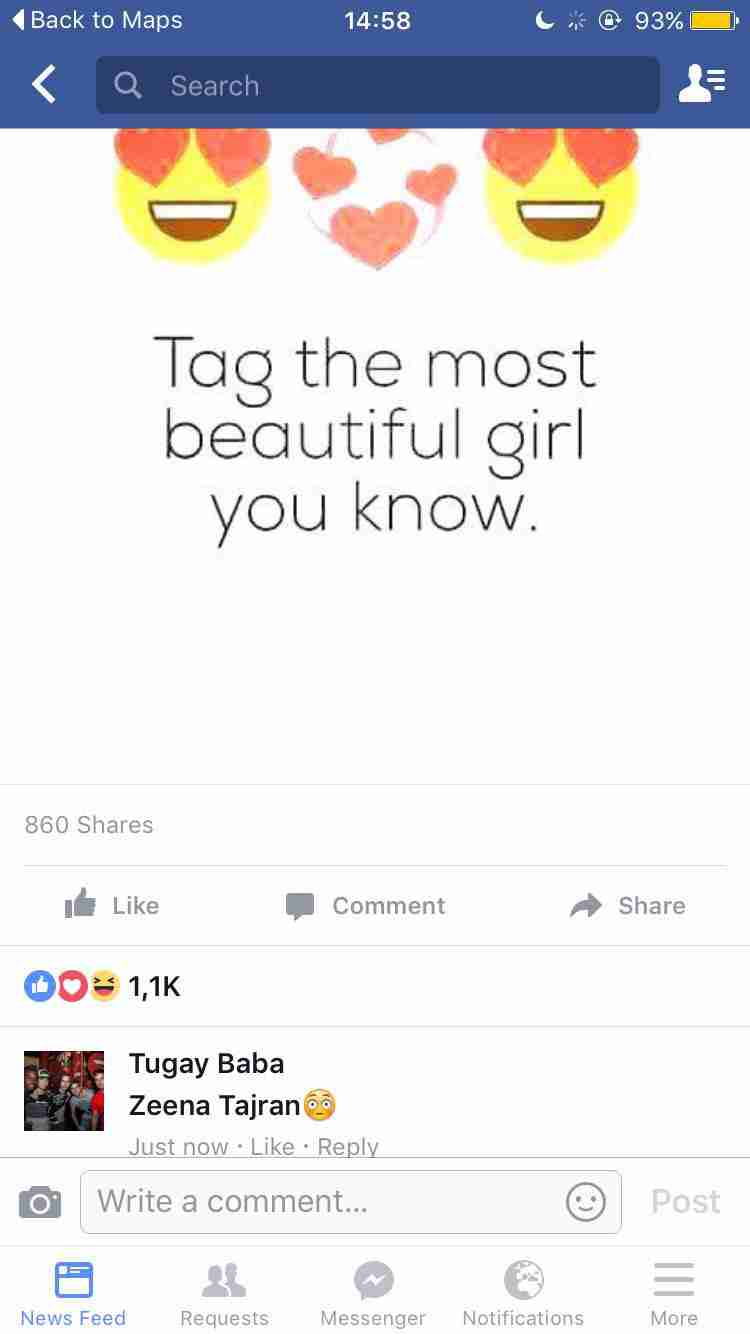 Back to Maps 14:58 93%
Search
Tag the most
beautiful girl
you know.
860 Shares
Like Comment Share
1,1K
Tugay Baba
Zeena Tajran
Just now · Like · Reply
Write a comment... Post
News Feed Requests Messenger Notifications More